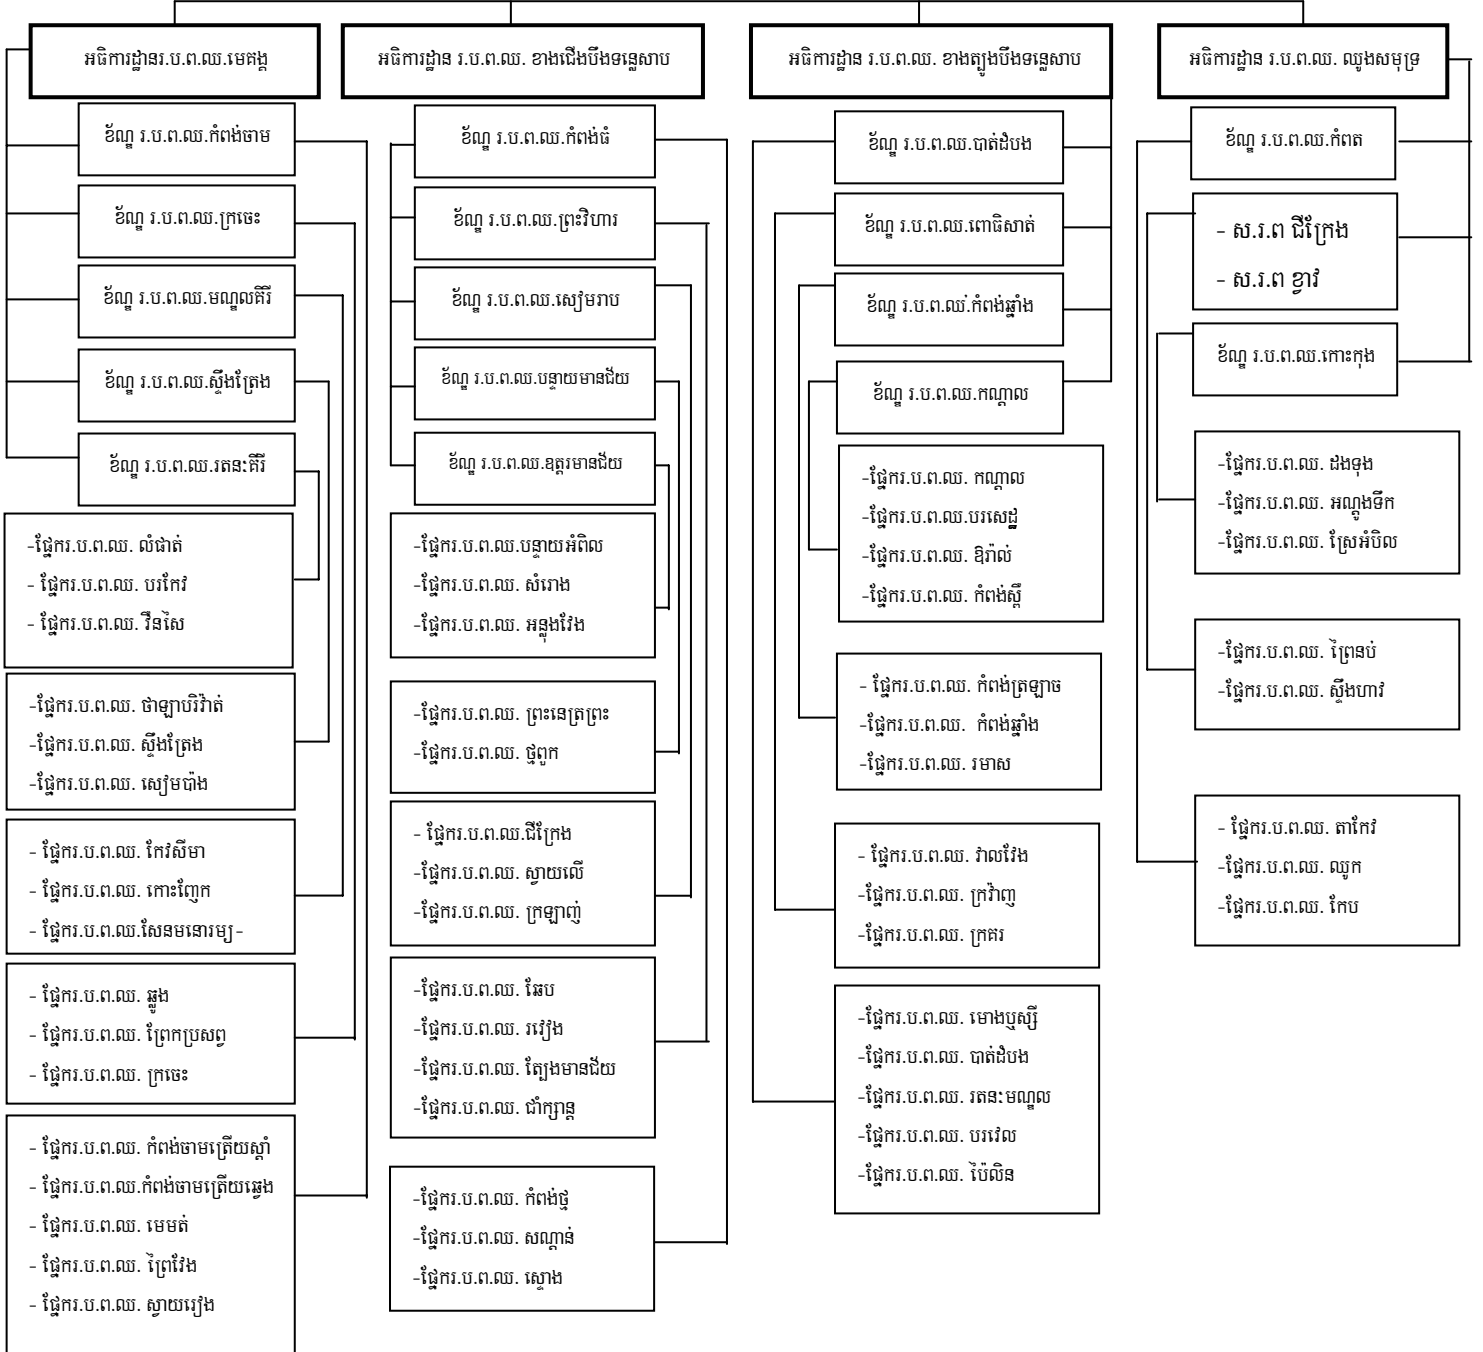 អធិការដ្ឋានរ.ប.ព.ឈ.មេគង្គ
ខ័ណ្ឌ រ.ប.ព.ឈ.កំពង់ចាម
ខ័ណ្ឌ រ.ប.ព.ឈ.ក្រចេះ
ខ័ណ្ឌ រ.ប.ព.ឈ.មណ្ឌលគិរី
ខ័ណ្ឌ រ.ប.ព.ឈ.ស្ទឹងត្រែង
ខ័ណ្ឌ រ.ប.ព.ឈ.រតនៈគីរី
-ផ្នែករ.ប.ព.ឈ. លំផាត់
- ផ្នែករ.ប.ព.ឈ. បរកែវ
- ផ្នែករ.ប.ព.ឈ. វឺនសៃ
-ផ្នែករ.ប.ព.ឈ. ថាឡាបរិវ៉ាត់
-ផ្នែករ.ប.ព.ឈ. ស្ទឹងត្រែង
-ផ្នែករ.ប.ព.ឈ. សៀមប៉ាង
- ផ្នែករ.ប.ព.ឈ. កែវសីមា
- ផ្នែករ.ប.ព.ឈ. កោះញែក
- ផ្នែករ.ប.ព.ឈ.សែនមនោរម្យ-
- ផ្នែករ.ប.ព.ឈ. ឆ្លូង
- ផ្នែករ.ប.ព.ឈ. ព្រែកប្រសព្វ
- ផ្នែករ.ប.ព.ឈ. ក្រចេះ
- ផ្នែករ.ប.ព.ឈ. កំពង់ចាមត្រើយស្តាំ
- ផ្នែករ.ប.ព.ឈ.កំពង់ចាមត្រើយឆ្វេង
- ផ្នែករ.ប.ព.ឈ. មេមត់
- ផ្នែករ.ប.ព.ឈ. ព្រៃវែង
- ផ្នែករ.ប.ព.ឈ. ស្វាយរៀង
អធិការដ្ឋាន រ.ប.ព.ឈ. ខាងជើងបឹងទន្លេសាប
ខ័ណ្ឌ រ.ប.ព.ឈ.កំពង់ធំ
ខ័ណ្ឌ រ.ប.ព.ឈ.ព្រះវិហារ
ខ័ណ្ឌ រ.ប.ព.ឈ.សៀមរាប
ខ័ណ្ឌ រ.ប.ព.ឈ.បន្ទាយមានជ័យ
ខ័ណ្ឌ រ.ប.ព.ឈ.ឧត្តរមានជ័យ
-ផ្នែករ.ប.ព.ឈ.បន្ទាយអំពិល
-ផ្នែករ.ប.ព.ឈ. សំរោង
-ផ្នែករ.ប.ព.ឈ. អន្លុងវែង
-ផ្នែករ.ប.ព.ឈ. ព្រះនេត្រព្រះ
-ផ្នែករ.ប.ព.ឈ. ថ្មពួក
- ផ្នែករ.ប.ព.ឈ.ជីក្រែង
-ផ្នែករ.ប.ព.ឈ. ស្វាយលើ
-ផ្នែករ.ប.ព.ឈ. ក្រឡាញ់
-ផ្នែករ.ប.ព.ឈ. ឆែប
-ផ្នែករ.ប.ព.ឈ. រវៀង
-ផ្នែករ.ប.ព.ឈ. ត្បែងមានជ័យ
-ផ្នែករ.ប.ព.ឈ. ជាំក្សាន្ត
-ផ្នែករ.ប.ព.ឈ. កំពង់ថ្ម
-ផ្នែករ.ប.ព.ឈ. សណ្តាន់
-ផ្នែករ.ប.ព.ឈ. ស្ទោង
អធិការដ្ឋាន រ.ប.ព.ឈ. ខាងត្បូងបឹងទន្លេសាប
ខ័ណ្ឌ រ.ប.ព.ឈ.បាត់ដំបង
ខ័ណ្ឌ រ.ប.ព.ឈ.ពោធិសាត់
ខ័ណ្ឌ រ.ប.ព.ឈ់.កំពង់ឆ្នាំង
ខ័ណ្ឌ រ.ប.ព.ឈ.កណ្តាល
-ផ្នែករ.ប.ព.ឈ. កណ្តាល
-ផ្នែករ.ប.ព.ឈ.បរសេដ្ឋ
-ផ្នែករ.ប.ព.ឈ. ឱរ៉ាល់
-ផ្នែករ.ប.ព.ឈ. កំពង់ស្ពឺ
- ផ្នែករ.ប.ព.ឈ. កំពង់ត្រឡាច
-ផ្នែករ.ប.ព.ឈ. កំពង់ឆ្នាំង
-ផ្នែករ.ប.ព.ឈ. រមាស
- ផ្នែករ.ប.ព.ឈ. វាលវែង
-ផ្នែករ.ប.ព.ឈ. ក្រវ៉ាញ
-ផ្នែករ.ប.ព.ឈ. ក្រគរ
-ផ្នែករ.ប.ព.ឈ. មោងឬស្សី
-ផ្នែករ.ប.ព.ឈ. បាត់ដំបង
-ផ្នែករ.ប.ព.ឈ. រតនៈមណ្ឌល
-ផ្នែករ.ប.ព.ឈ. បរវេល
-ផ្នែករ.ប.ព.ឈ. ប៉ៃលិន
អធិការដ្ឋាន រ.ប.ព.ឈ. ឈូងសមុទ្រ
ខ័ណ្ឌ រ.ប.ព.ឈ.កំពត
- ស.រ.ព ជីក្រែង
- ស.រ.ព ខ្វាវ
ខ័ណ្ឌ រ.ប.ព.ឈ.កោះកុង
-ផ្នែករ.ប.ព.ឈ. ដងទុង
-ផ្នែករ.ប.ព.ឈ. អណ្តូងទឹក
-ផ្នែករ.ប.ព.ឈ. ស្រែអំបិល
-ផ្នែករ.ប.ព.ឈ. ព្រៃនប់
-ផ្នែករ.ប.ព.ឈ. ស្ទឹងហាវ
- ផ្នែករ.ប.ព.ឈ. តាកែវ
-ផ្នែករ.ប.ព.ឈ. ឈូក
-ផ្នែករ.ប.ព.ឈ. កែប